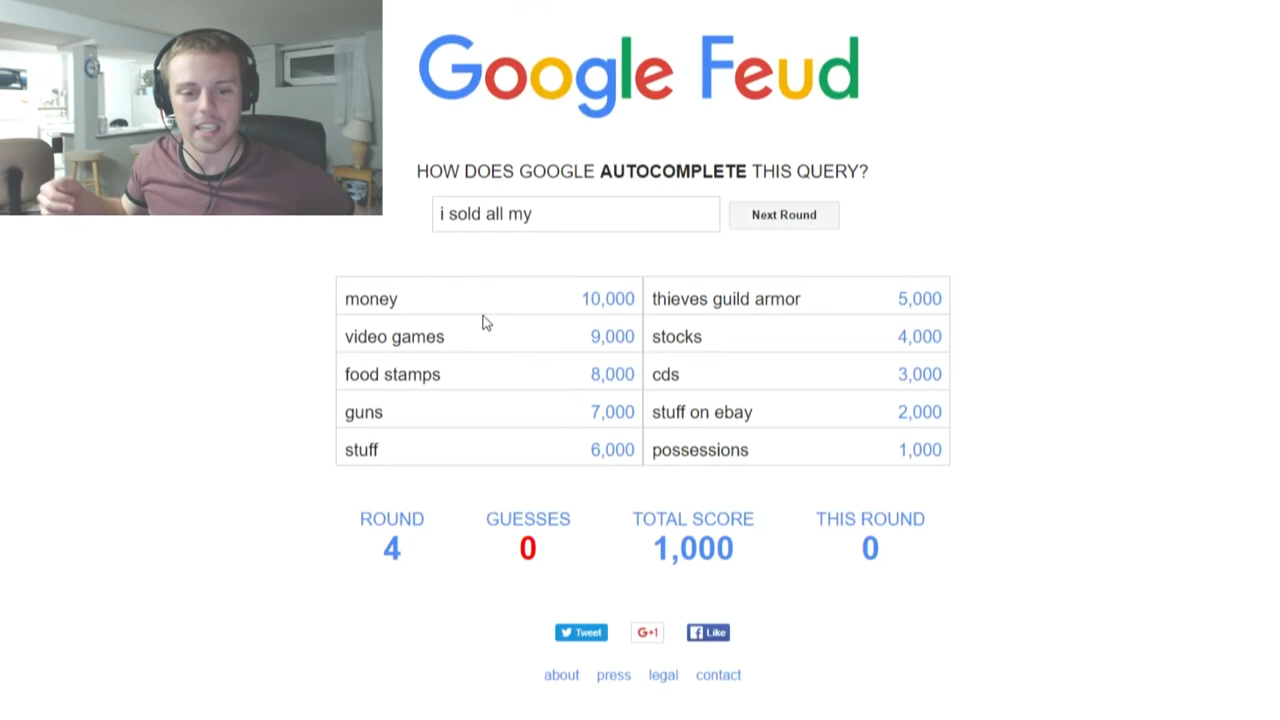 Google Feud
HOW DOES GOOGLE AUTOCOMPLETE THIS QUERY?
i sold all my
Next Round
money 10,000 thieves guild armor 5,000
video games 9,000 stocks 4,000
food stamps 8,000 cds 3,000
guns 7,000 stuff on ebay 2,000
stuff 6,000 possessions 1,000
ROUND GUESSES TOTAL SCORE THIS ROUND
4 0 1,000 0
Tweet G+1 Like
about press legal contact